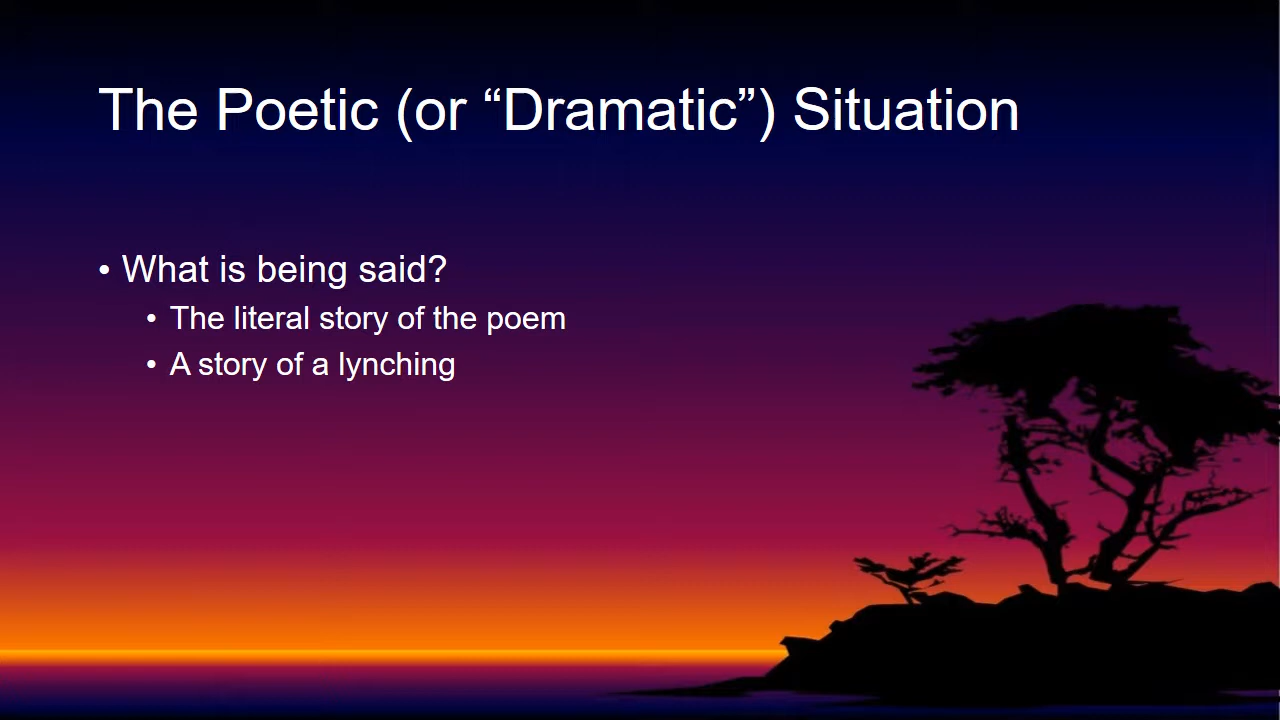 The Poetic (or “Dramatic”) Situation
• What is being said?
• The literal story of the poem
• A story of a lynching